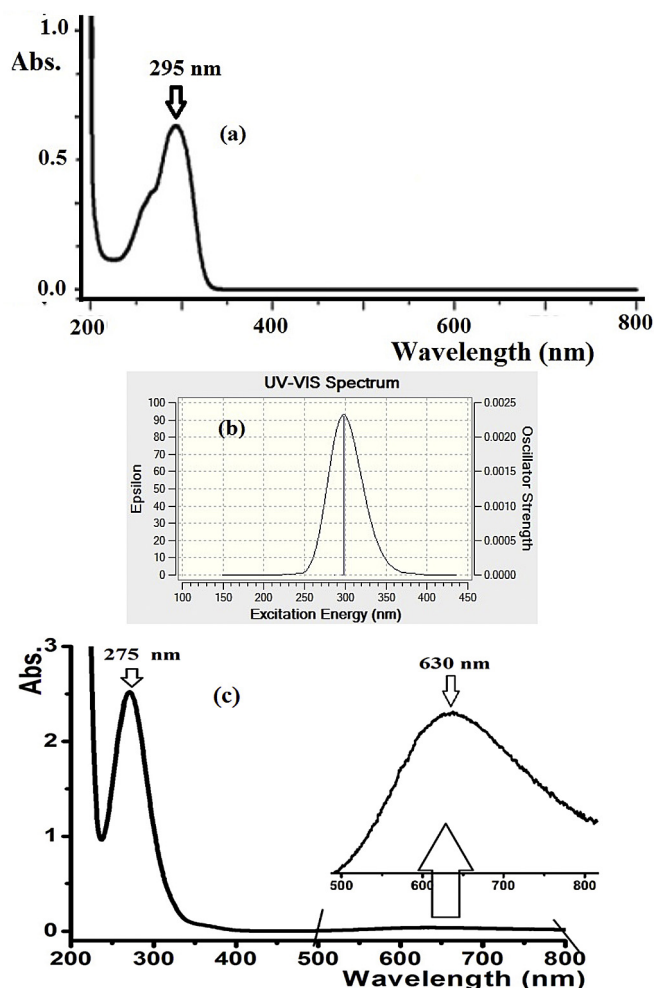 1.0
Abs.
295 nm
(a)
0.5
0.0
200 400 600 800
Wavelength (nm)
UV-VIS Spectrum
(b)
Epsilon
100
90
80
70
60
50
40
30
20
10
0
0.0025
0.0020
0.0015
0.0010
0.0005
0.0000
Oscillator Strength
100 150 200 250 300 350 400 450
Excitation Energy (nm)
Abs.
3
275 nm
(c)
630 nm
2
1
0
500 600 700 800
200 300 400 500 600 700 800
Wavelength (nm)